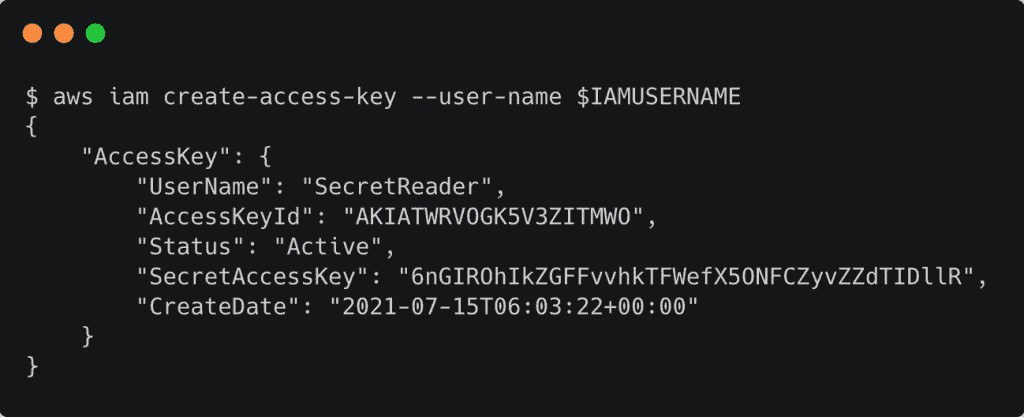 $ aws iam create-access-key --user-name $IAMUSERNAME
{
    "AccessKey": {
        "UserName": "SecretReader",
        "AccessKeyId": "AKIATWRVOGK5V3ZITMWO",
        "Status": "Active",
        "SecretAccessKey": "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",
        "CreateDate": "2021-07-15T06:03:22+00:00"
    }
}